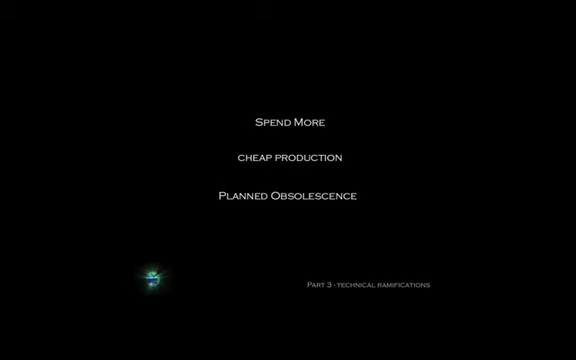 Spend More
cheap production
Planned Obsolescence
Part 3 - technical ramifications